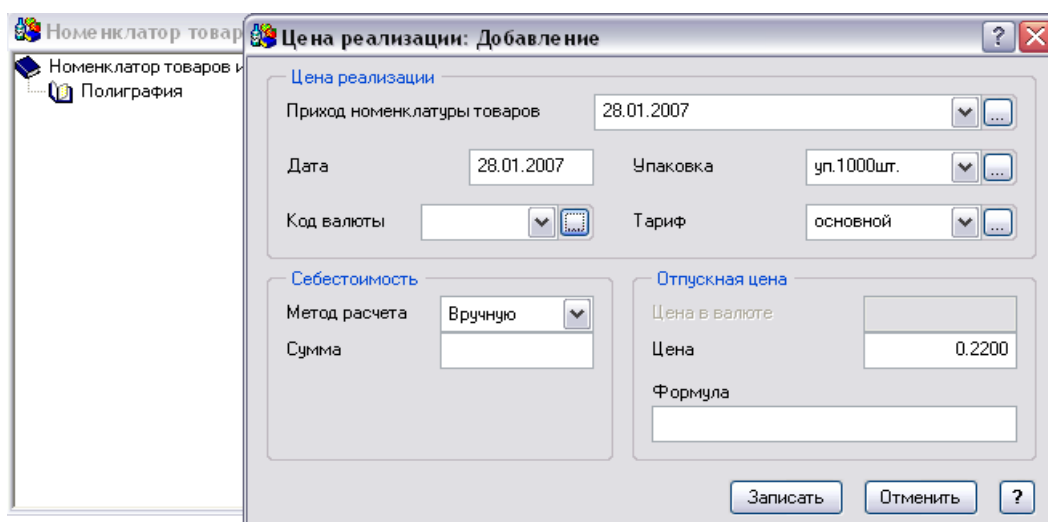 Номенклатор товар
Цена реализации: Добавление
Номенклатор товаров и
Полиграфия
Цена реализации
Приход номенклатуры товаров 28.01.2007 ...
Дата 28.01.2007 Упаковка уп.1000шт. ...
Код валюты ... Тариф основной ...
Себестоимость Отпускная цена
Метод расчета Вручную Цена в валюте
Сумма Цена 0.2200
Формула
Записать Отменить ?